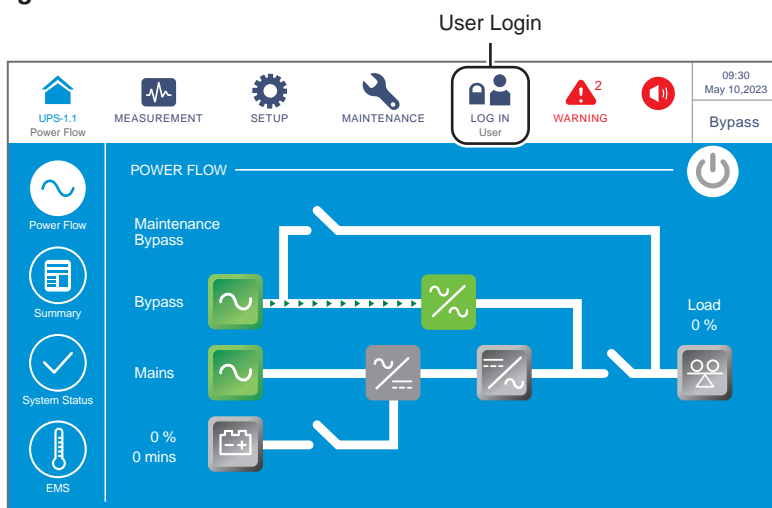 User Login
UPS-1.1
Power Flow
MEASUREMENT
SETUP
MAINTENANCE
LOG IN
User
WARNING
2
09:30
May 10,2023
Bypass
POWER FLOW
Power Flow
Summary
System Status
EMS
Maintenance
Bypass
Bypass
Mains
0 %
0 mins
Load
0 %